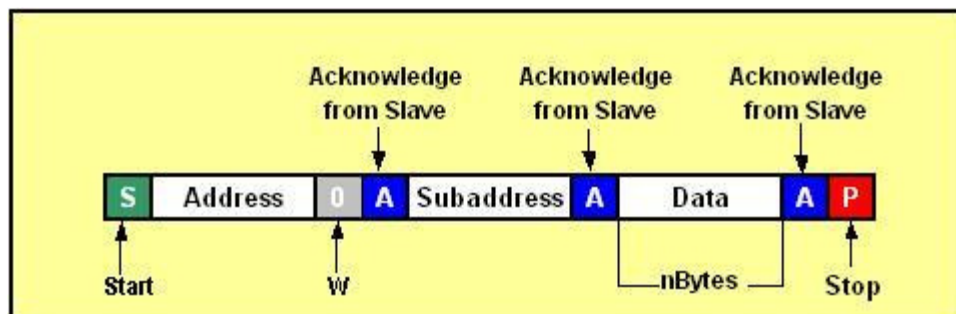 Acknowledge Acknowledge Acknowledge
from Slave from Slave from Slave
S Address 0 A Subaddress A Data A P
Start W nBytes Stop